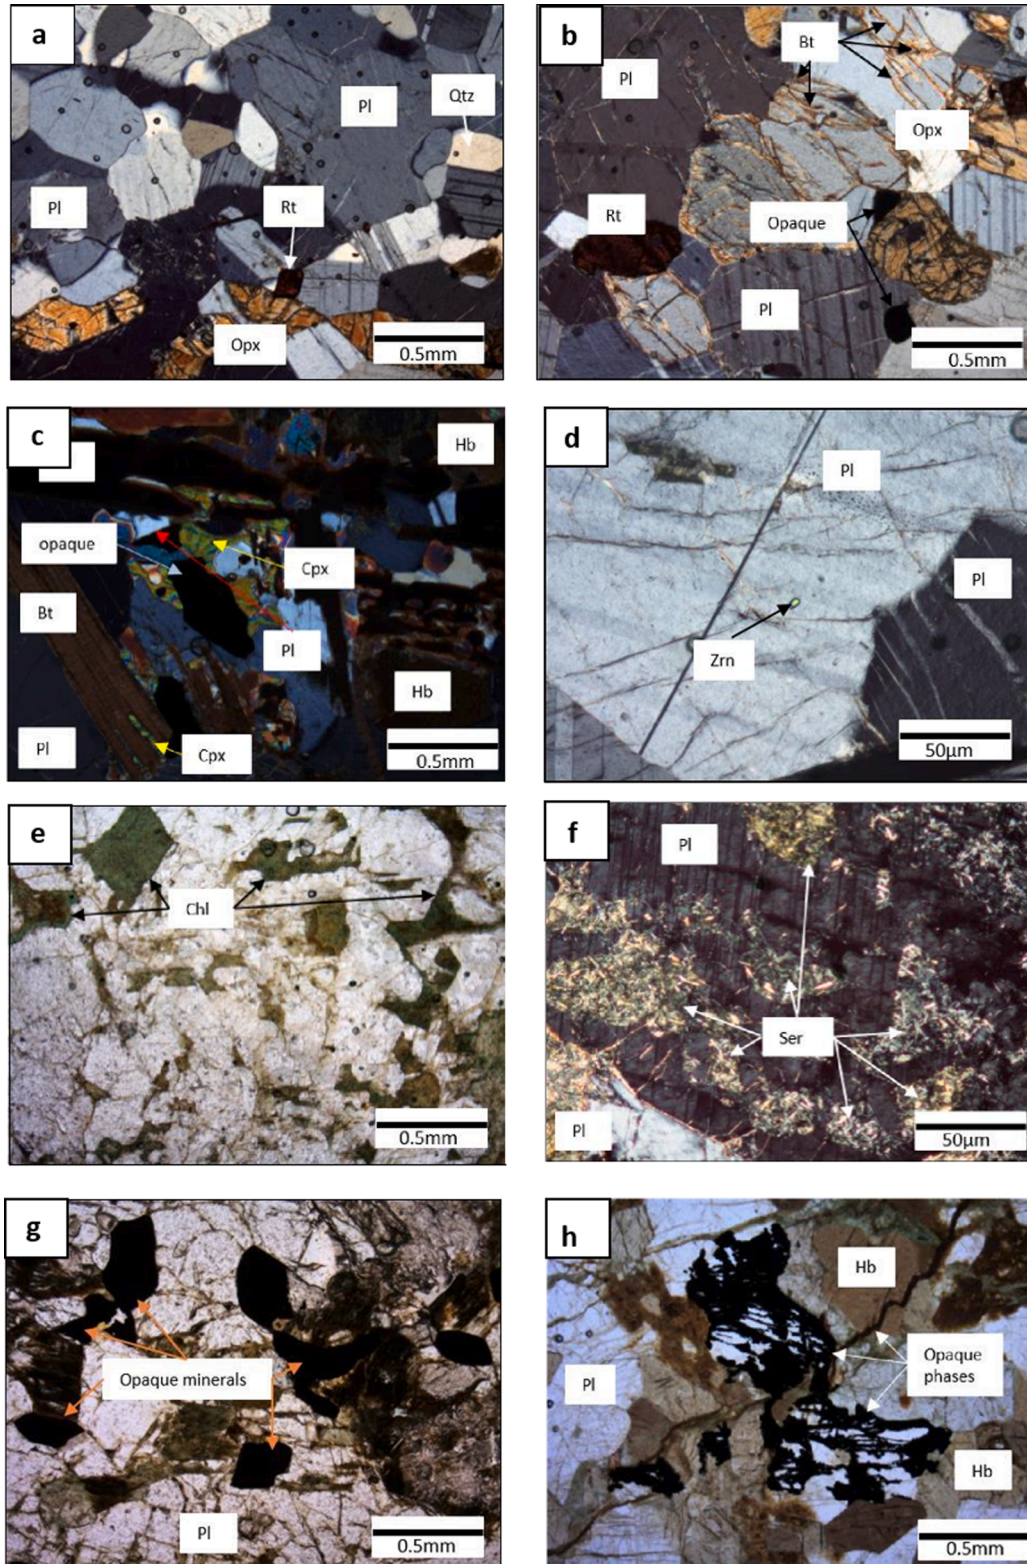 a
Pl
Qtz
Pl
Rt
Opx
0.5mm
b
Bt
Pl
Opx
Rt
Opaque
Pl
0.5mm
c
Hb
opaque
Cpx
Bt
Pl
Hb
Pl
Cpx
0.5mm
d
Pl
Pl
Zrn
50µm
e
Chl
0.5mm
f
Pl
Ser
Pl
50µm
g
Opaque minerals
Pl
0.5mm
h
Hb
Opaque
phases
Pl
Hb
0.5mm